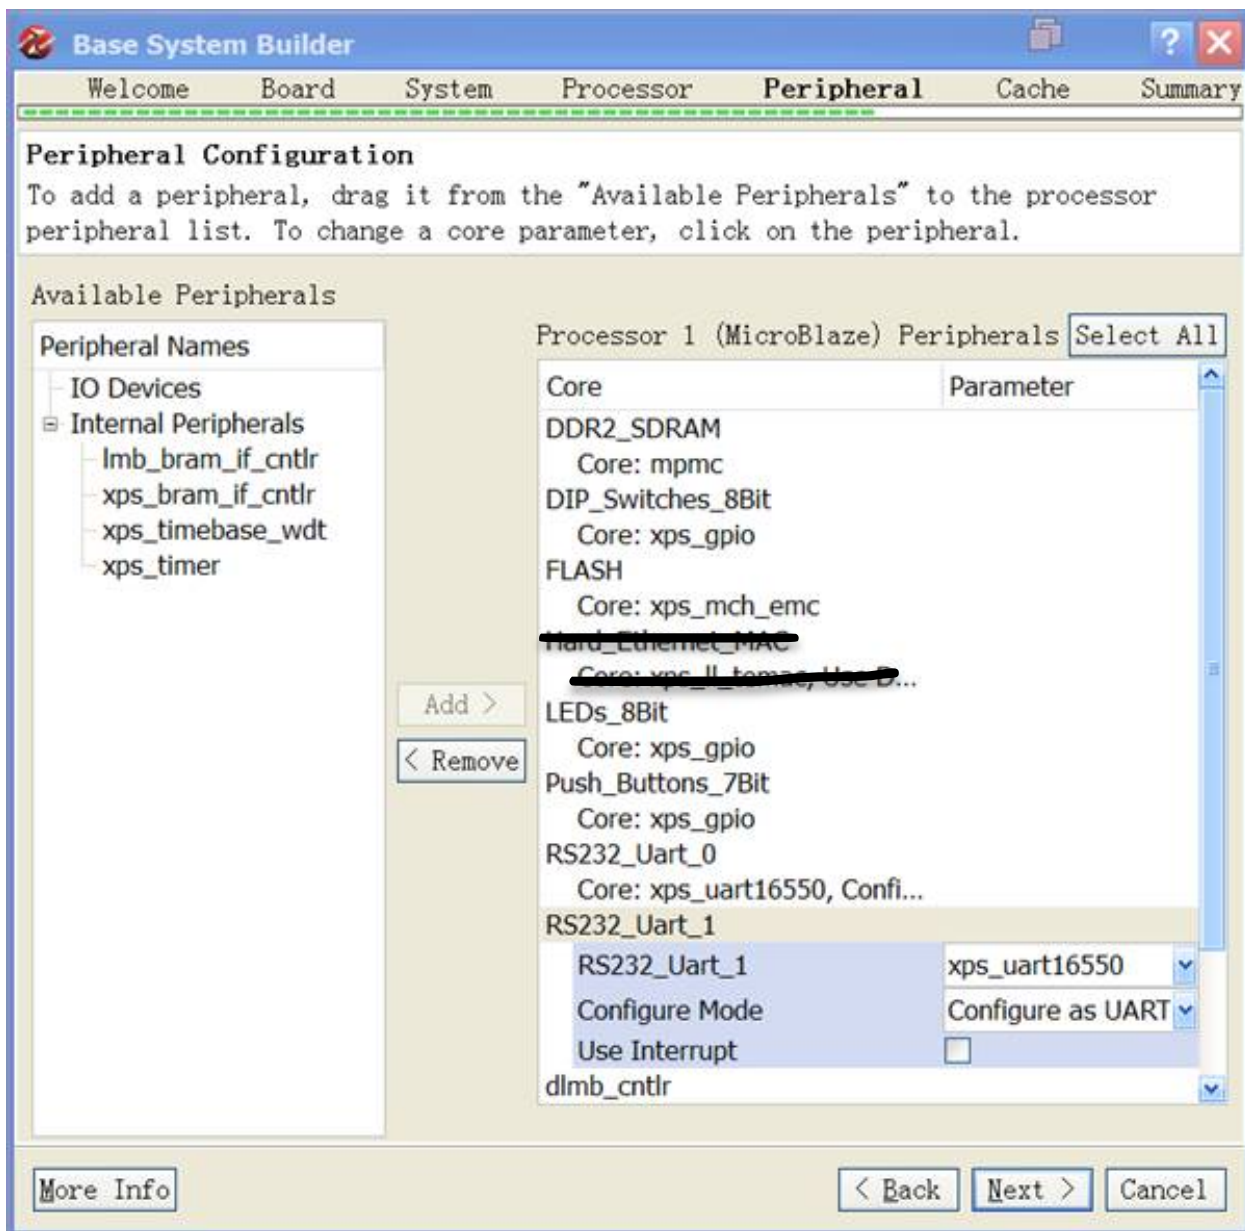 Base System Builder
Welcome Board System Processor Peripheral Cache Summary
Peripheral Configuration
To add a peripheral, drag it from the "Available Peripherals" to the processor
peripheral list. To change a core parameter, click on the peripheral.
Available Peripherals
Peripheral Names
IO Devices
Internal Peripherals
lmb_bram_if_cntlr
xps_bram_if_cntlr
xps_timebase_wdt
xps_timer
Add >
< Remove
Processor 1 (MicroBlaze) Peripherals Select All
Core Parameter
DDR2_SDRAM
Core: mpmc
DIP_Switches_8Bit
Core: xps_gpio
FLASH
Core: xps_mch_emc
Hard_Ethernet_MAC
Core: xps_ll_temac, Use D...
LEDs_8Bit
Core: xps_gpio
Push_Buttons_7Bit
Core: xps_gpio
RS232_Uart_0
Core: xps_uart16550, Confi...
RS232_Uart_1
RS232_Uart_1 xps_uart16550
Configure Mode Configure as UART
Use Interrupt
dlmb_cntlr
More Info < Back Next > Cancel